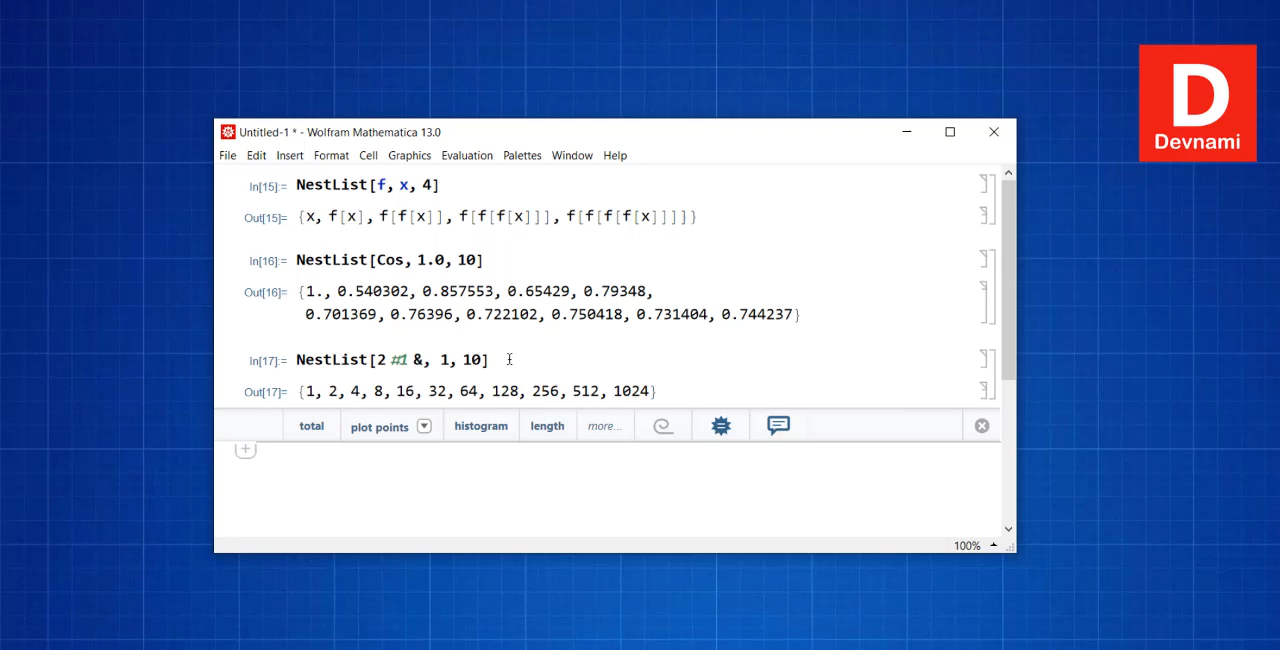 D
Devnami
Untitled-1 * - Wolfram Mathematica 13.0
File Edit Insert Format Cell Graphics Evaluation Palettes Window Help
In[15]:= NestList[f, x, 4]
Out[15]= {x, f[x], f[f[x]], f[f[f[x]]], f[f[f[f[x]]]]}
In[16]:= NestList[Cos, 1.0, 10]
Out[16]= {1., 0.540302, 0.857553, 0.65429, 0.79348,
0.701369, 0.76396, 0.722102, 0.750418, 0.731404, 0.744237}
In[17]:= NestList[2 #1 &, 1, 10]
Out[17]= {1, 2, 4, 8, 16, 32, 64, 128, 256, 512, 1024}
total plot points histogram length more...
100%